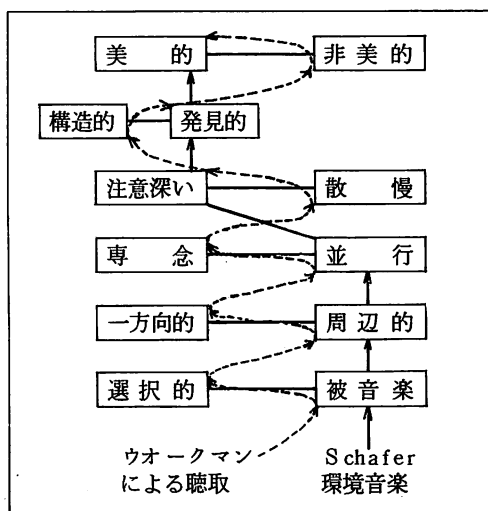 美的 非美的
構造的 発見的
注意深い 散慢
専念 並行
一方向的 周辺的
選択的 被音楽
ウオークマン Schafer
による聴取 環境音楽